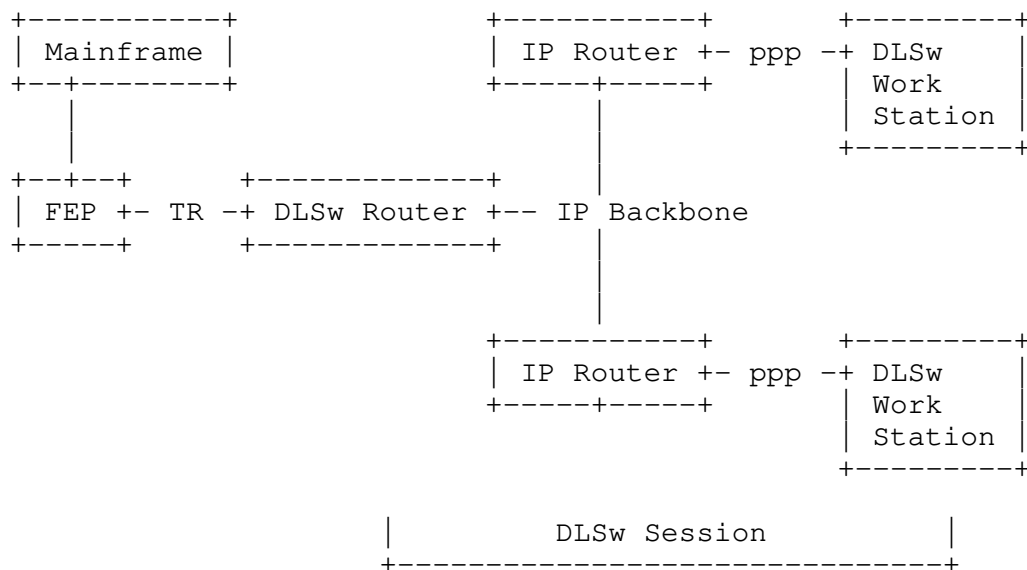 Mainframe IP Router ppp DLSw
Work
Station
FEP TR DLSw Router IP Backbone
IP Router ppp DLSw
Work
Station
DLSw Session